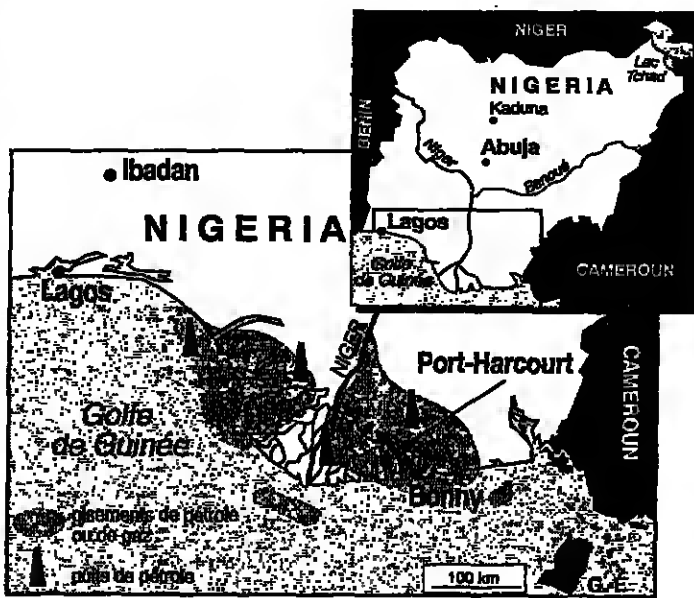 NIGER
Lac
Tchad
NIGERIA
Kaduna
BENIN
Abuja
Niger
Benoué
Lagos
Golfe
de Guinée
CAMEROUN
Ibadan
NIGERIA
Lagos
NIGER
Port-Harcourt
CAMEROUN
Golfe
de Guinée
Bonny
gisements de pétrole
ou de gaz
puits de pétrole
100 km
G.-E.